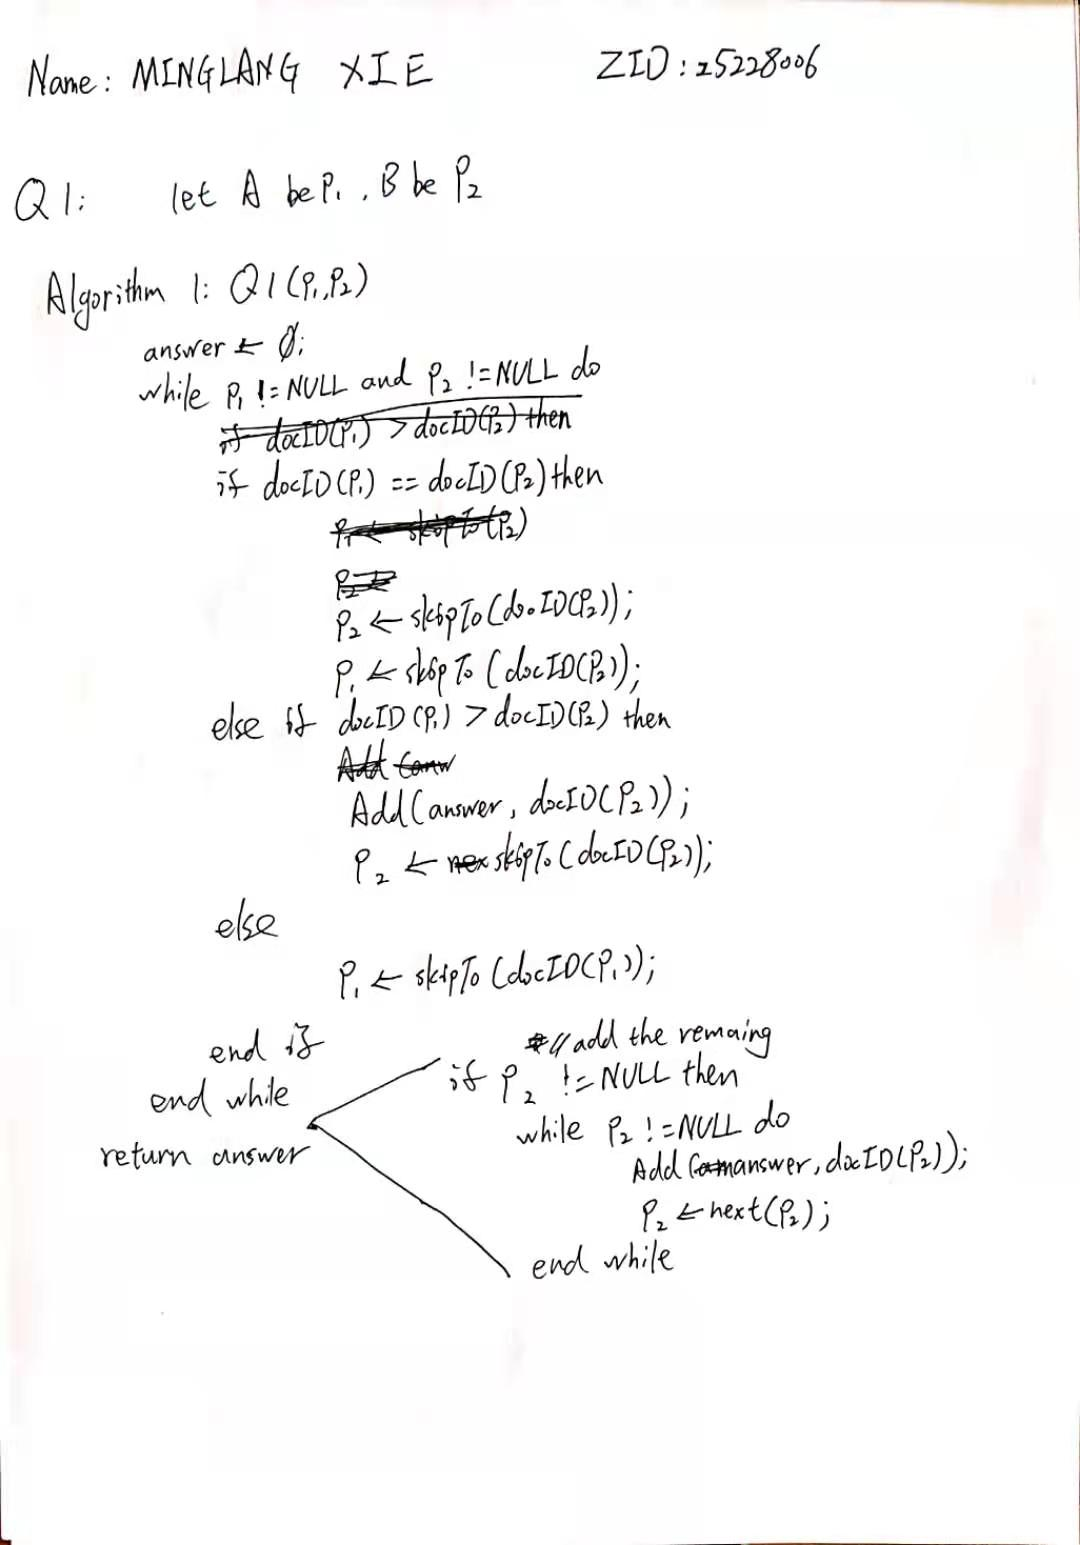 Name: MINGLANG XIE ZID: z5228006
Q1: let A be P1, B be P2
Algorithm 1: Q1(P1,P2)
answer ← Ø;
while P1 != NULL and P2 != NULL do
if docID(P1) > docID(P2) then
if docID(P1) == docID(P2) then
P1 ← skipTo(P2)
P2 ←
P2 ← skipTo(docID(P2));
P1 ← skipTo(docID(P2));
else if docID(P1) > docID(P2) then
Add (answ
Add(answer, docID(P2));
P2 ← nex skipTo(docID(P2));
else
P1 ← skipTo(docID(P1));
end if
end while
return answer
// add the remaing
if P2 != NULL then
while P2 != NULL do
Add (answer, docID(P2));
P2 ← next(P2);
end while